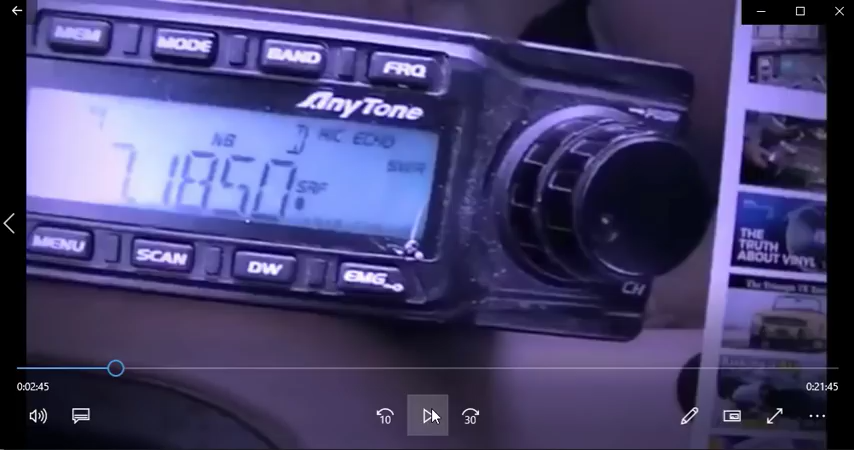 MEM MODE BAND FRQ
AnyTone
NB MIC ECHO
SWR
7.1850 SRF
MENU SCAN DW EMG
CH
THE
TRUTH
ABOUT VINYL
0:02:45
0:21:45
10
30